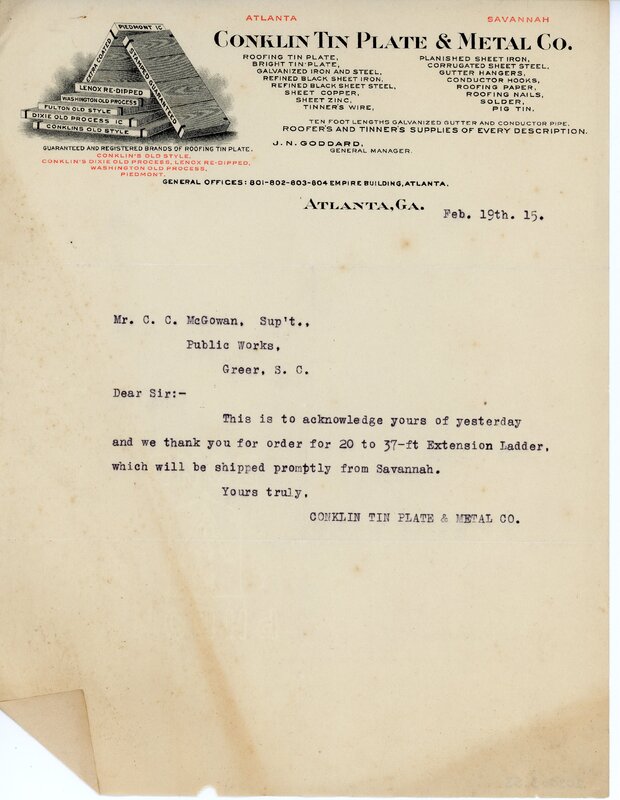 ATLANTA
SAVANNAH
CONKLIN TIN PLATE & METAL CO.
ROOFING TIN PLATE,
BRIGHT TIN PLATE,
GALVANIZED IRON AND STEEL,
REFINED BLACK SHEET IRON,
REFINED BLACK SHEET STEEL,
SHEET COPPER,
SHEET ZINC,
TINNER'S WIRE,
PLANISHED SHEET IRON,
CORRUGATED SHEET STEEL,
GUTTER HANGERS,
CONDUCTOR HOOKS,
ROOFING PAPER,
ROOFING NAILS,
SOLDER,
PIG TIN.
TEN FOOT LENGTHS GALVANIZED GUTTER AND CONDUCTOR PIPE.
ROOFER'S AND TINNER'S SUPPLIES OF EVERY DESCRIPTION.
J. N. GODDARD,
GENERAL MANAGER.
PIEDMONT IC
COATED
STANDARD GUARANTEED
LENOX RE-DIPPED
WASHINGTON OLD PROCESS
FULTON OLD STYLE
DIXIE OLD PROCESS IC
CONKLINS OLD STYLE
GUARANTEED AND REGISTERED BRANDS OF ROOFING TIN PLATE.
CONKLIN'S OLD STYLE,
CONKLIN'S DIXIE OLD PROCESS, LENOX RE-DIPPED,
WASHINGTON OLD PROCESS,
PIEDMONT.
GENERAL OFFICES: 801-802-803-804 EMPIRE BUILDING, ATLANTA.
ATLANTA, GA. Feb. 19th. 15.
Mr. C. C. McGowan, Sup't.,
Public Works,
Greer, S. C.
Dear Sir:-
This is to acknowledge yours of yesterday
and we thank you for order for 20 to 37-ft Extension Ladder,
which will be shipped promptly from Savannah.
Yours truly,
CONKLIN TIN PLATE & METAL CO.